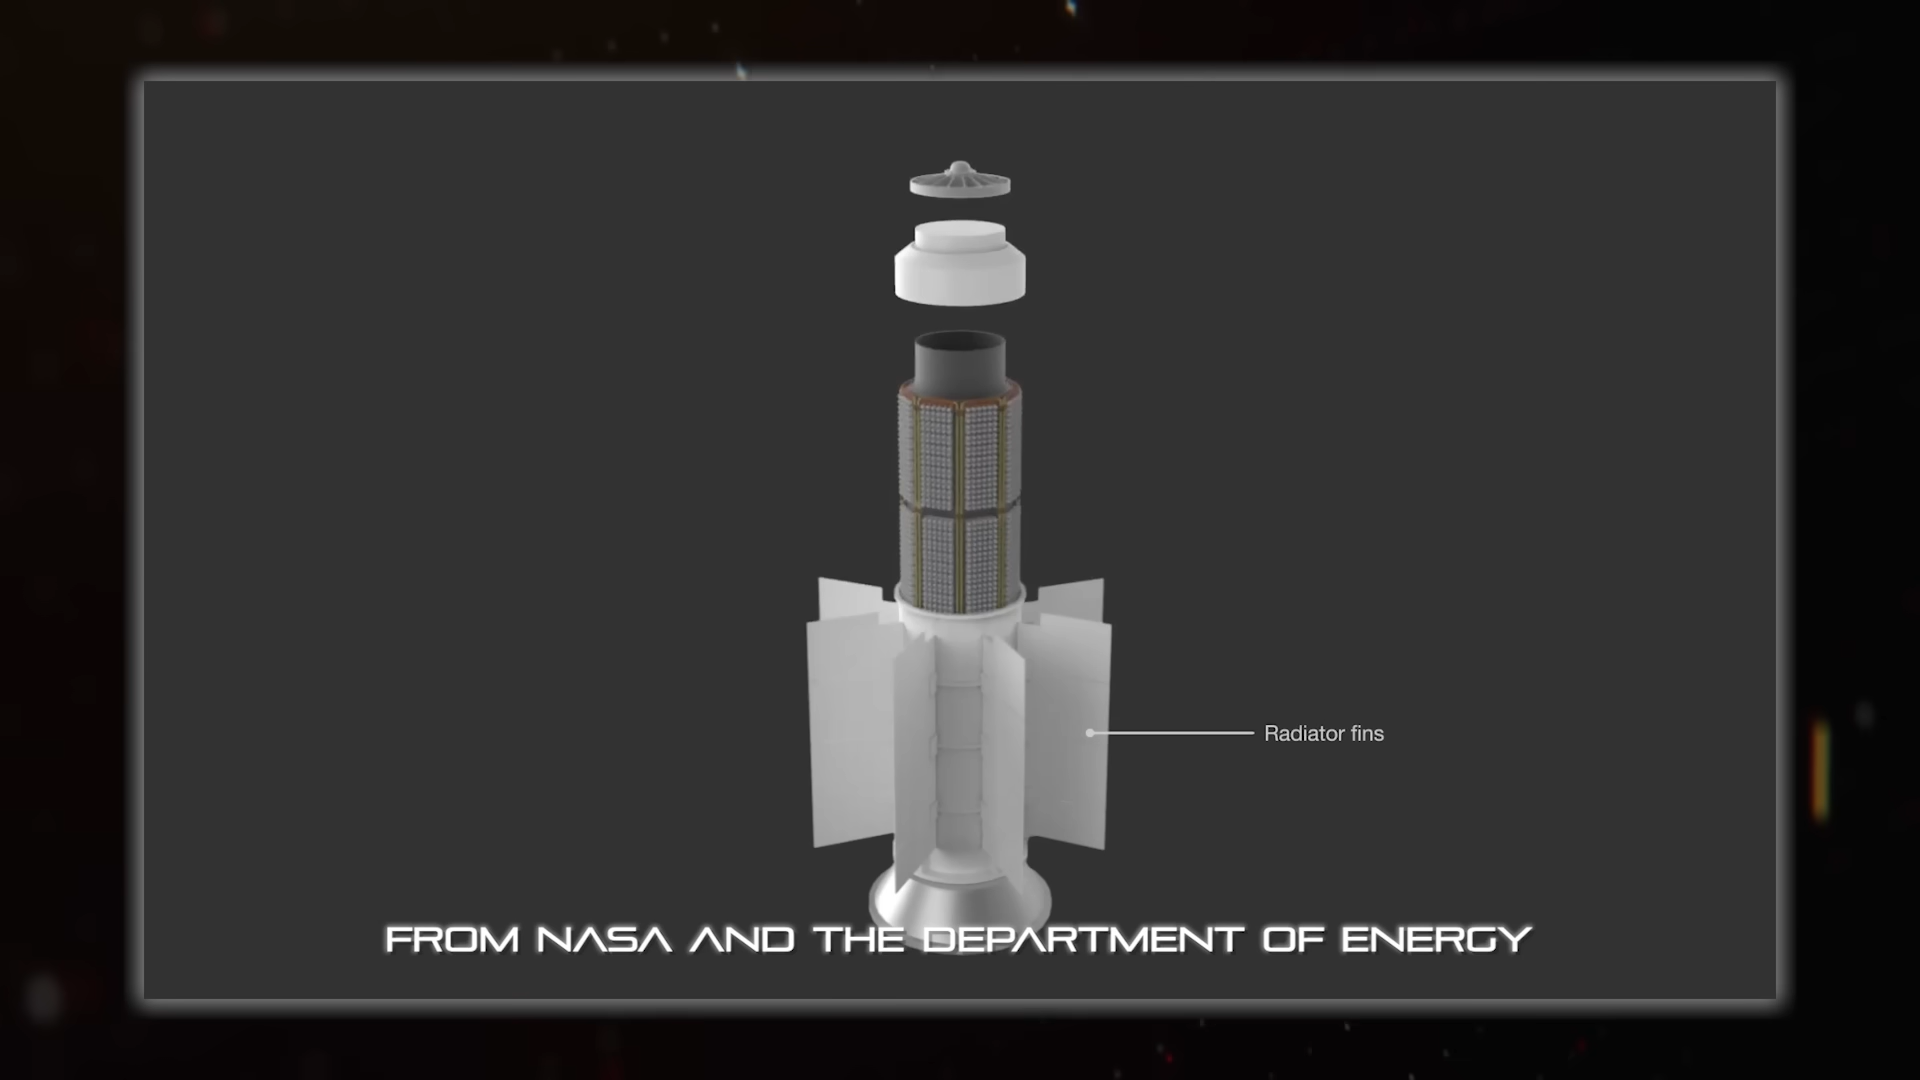 Radiator fins
FROM NASA AND THE DEPARTMENT OF ENERGY